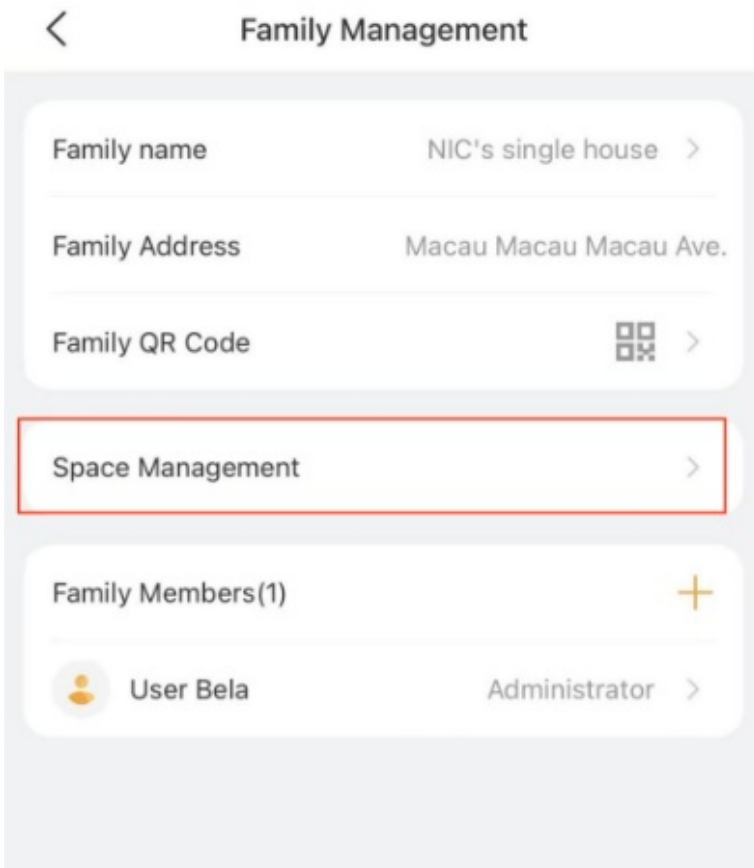 Family Management
Family name NIC's single house
Family Address Macau Macau Macau Ave.
Family QR Code
Space Management
Family Members(1)
User Bela Administrator